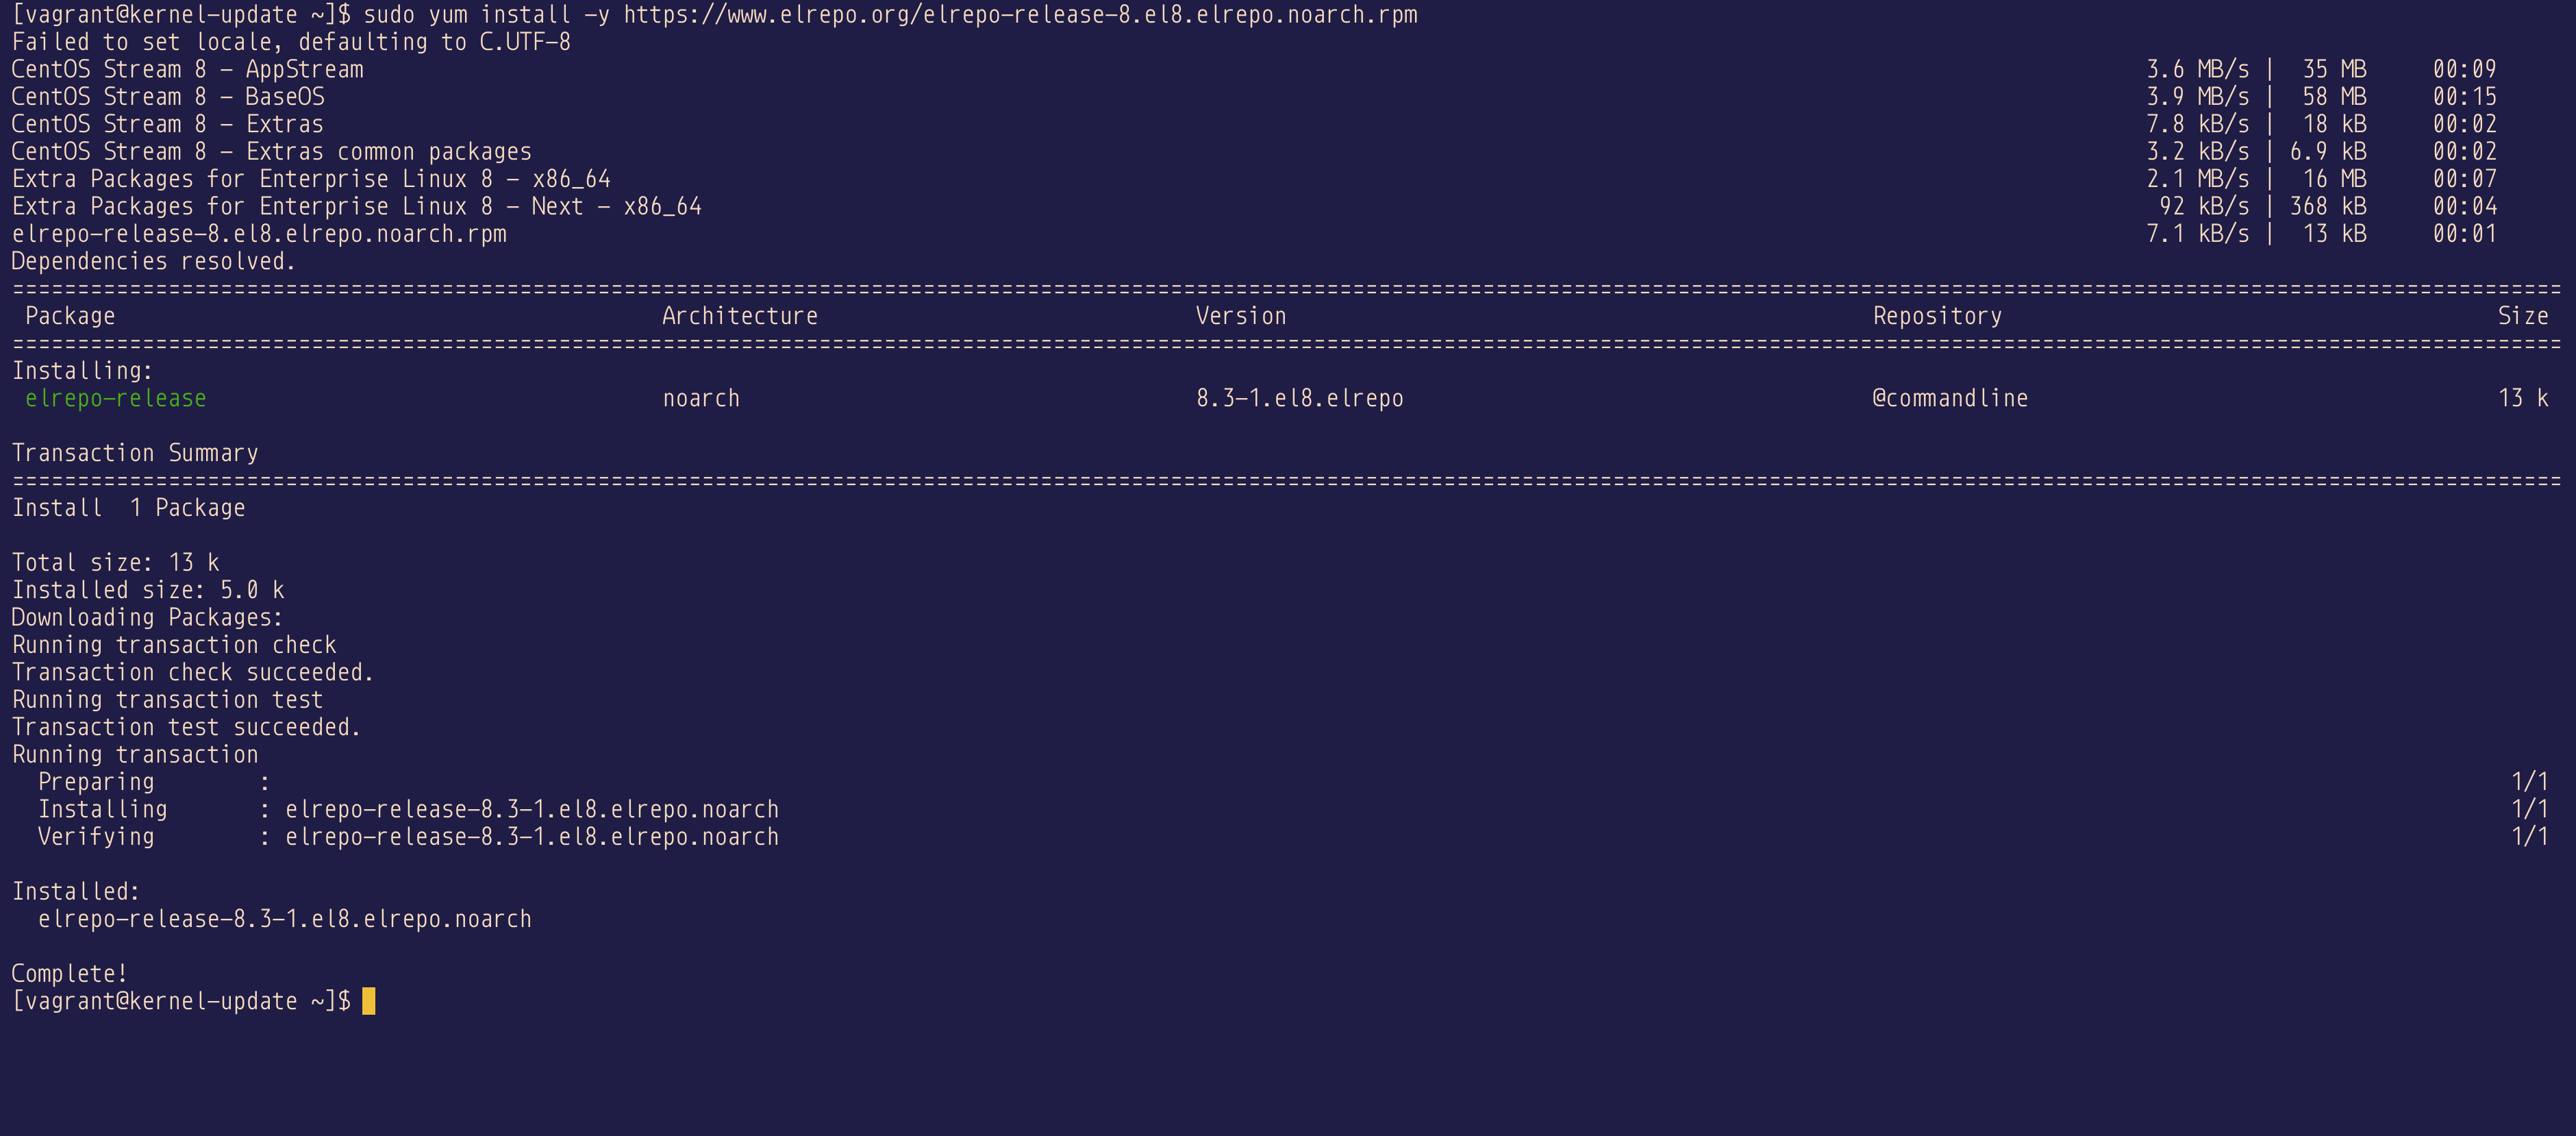 [vagrant@kernel-update ~]$ sudo yum install -y https://www.elrepo.org/elrepo-release-8.el8.elrepo.noarch.rpm
Failed to set locale, defaulting to C.UTF-8
CentOS Stream 8 - AppStream 3.6 MB/s | 35 MB 00:09
CentOS Stream 8 - BaseOS 3.9 MB/s | 58 MB 00:15
CentOS Stream 8 - Extras 7.8 kB/s | 18 kB 00:02
CentOS Stream 8 - Extras common packages 3.2 kB/s | 6.9 kB 00:02
Extra Packages for Enterprise Linux 8 - x86_64 2.1 MB/s | 16 MB 00:07
Extra Packages for Enterprise Linux 8 - Next - x86_64 92 kB/s | 368 kB 00:04
elrepo-release-8.el8.elrepo.noarch.rpm 7.1 kB/s | 13 kB 00:01
Dependencies resolved.
Package Architecture Version Repository Size
Installing:
elrepo-release noarch 8.3-1.el8.elrepo @commandline 13 k
Transaction Summary
Install  1 Package
Total size: 13 k
Installed size: 5.0 k
Downloading Packages:
Running transaction check
Transaction check succeeded.
Running transaction test
Transaction test succeeded.
Running transaction
Preparing : 1/1
Installing : elrepo-release-8.3-1.el8.elrepo.noarch 1/1
Verifying : elrepo-release-8.3-1.el8.elrepo.noarch 1/1
Installed:
elrepo-release-8.3-1.el8.elrepo.noarch
Complete!
[vagrant@kernel-update ~]$